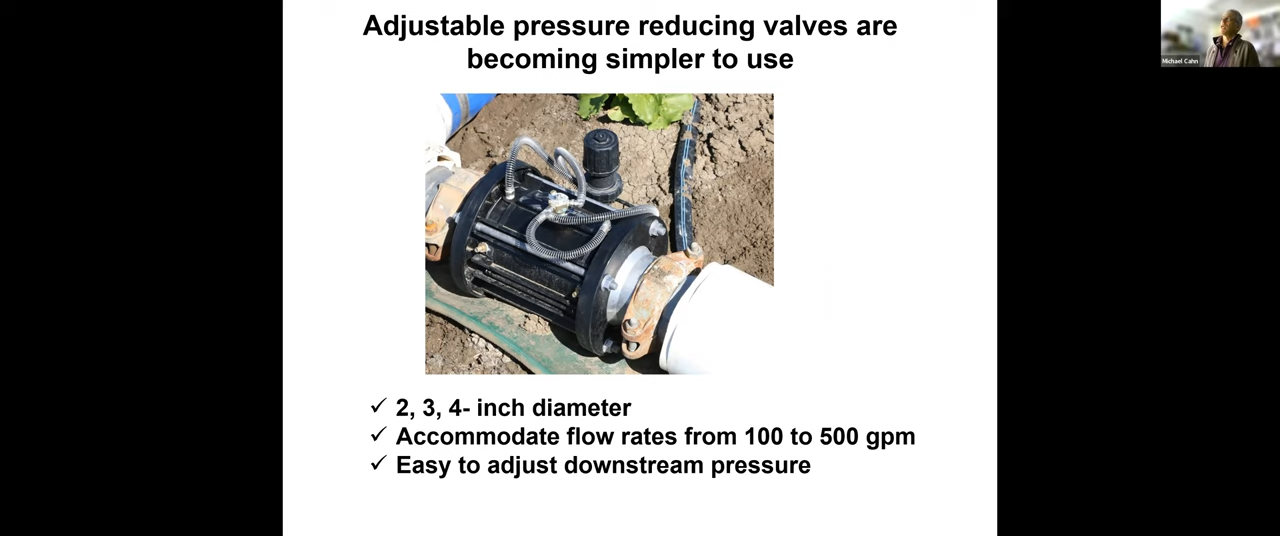 Adjustable pressure reducing valves are
becoming simpler to use
Michael Cahn
✓ 2, 3, 4- inch diameter
✓ Accommodate flow rates from 100 to 500 gpm
✓ Easy to adjust downstream pressure